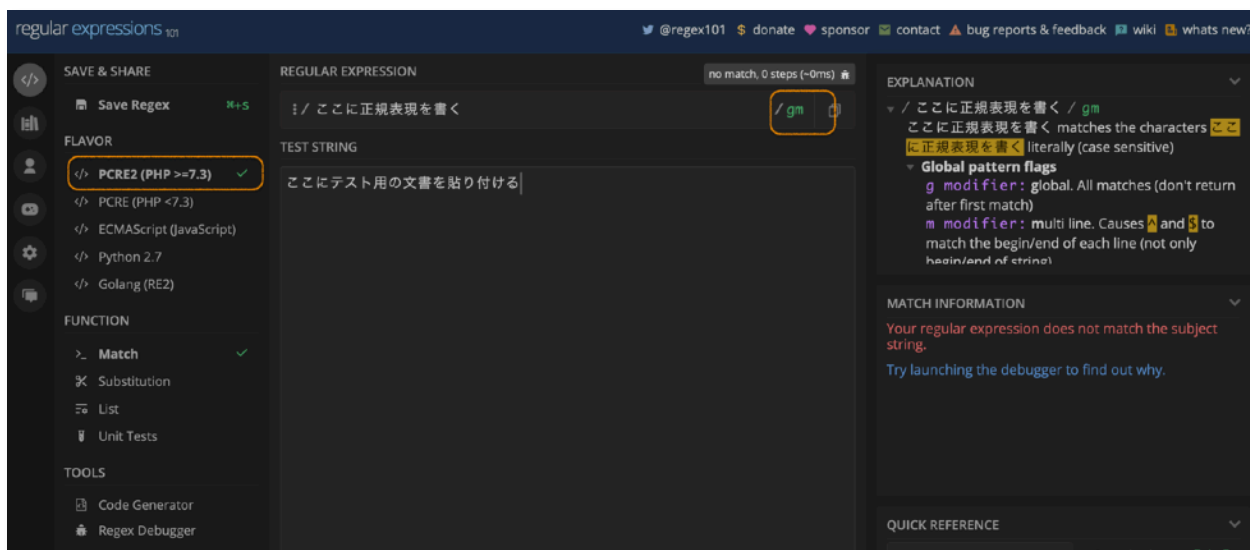 regular expressions 101
@regex101 $ donate sponsor contact bug reports & feedback wiki whats new?
SAVE & SHARE
Save Regex ⌘+S
FLAVOR
</> PCRE2 (PHP >=7.3) ✓
</> PCRE (PHP <7.3)
</> ECMAScript (JavaScript)
</> Python 2.7
</> Golang (RE2)
FUNCTION
>_ Match ✓
Substitution
List
Unit Tests
TOOLS
Code Generator
Regex Debugger
REGULAR EXPRESSION
no match, 0 steps (~0ms)
/ ここに正規表現を書く / gm
TEST STRING
ここにテスト用の文書を貼り付ける
EXPLANATION
/ ここに正規表現を書く / gm
ここに正規表現を書く matches the characters ここ
に正規表現を書く literally (case sensitive)
Global pattern flags
g modifier: global. All matches (don't return
after first match)
m modifier: multi line. Causes ^ and $ to
match the begin/end of each line (not only
begin/end of string)
MATCH INFORMATION
Your regular expression does not match the subject
string.
Try launching the debugger to find out why.
QUICK REFERENCE